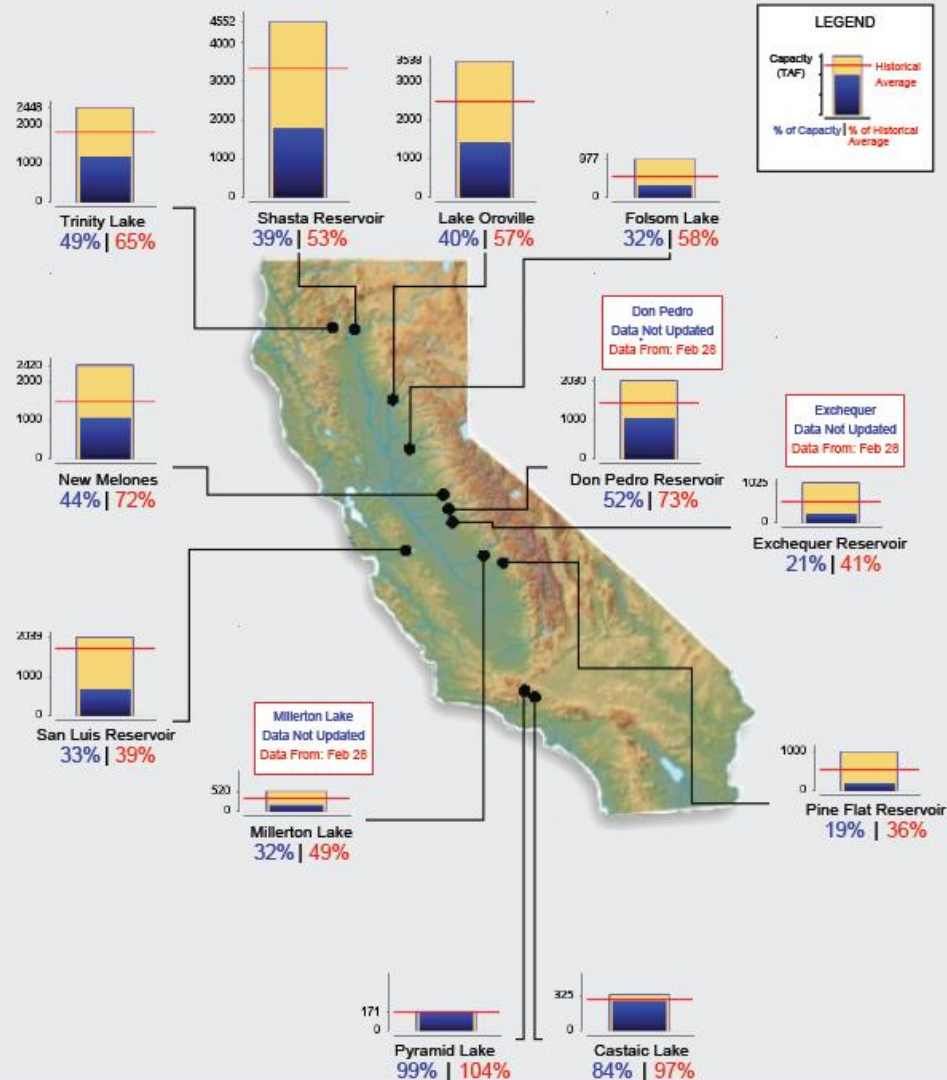 4552
4000
3000
2000
1000
0
Shasta Reservoir
39% | 53%
3538
3000
2000
1000
0
Lake Oroville
40% | 57%
LEGEND
Capacity
(TAF)
Historical
Average
% of Capacity | % of Historical
Average
2448
2000
1000
0
Trinity Lake
49% | 65%
977
0
Folsom Lake
32% | 58%
Don Pedro
Data Not Updated
Data From: Feb 28
2420
2000
1000
0
New Melones
44% | 72%
2030
1000
0
Don Pedro Reservoir
52% | 73%
Exchequer
Data Not Updated
Data From: Feb 28
1025
0
Exchequer Reservoir
21% | 41%
2039
1000
0
San Luis Reservoir
33% | 39%
Millerton Lake
Data Not Updated
Data From: Feb 28
520
0
Millerton Lake
32% | 49%
1000
0
Pine Flat Reservoir
19% | 36%
171
0
Pyramid Lake
99% | 104%
325
0
Castaic Lake
84% | 97%